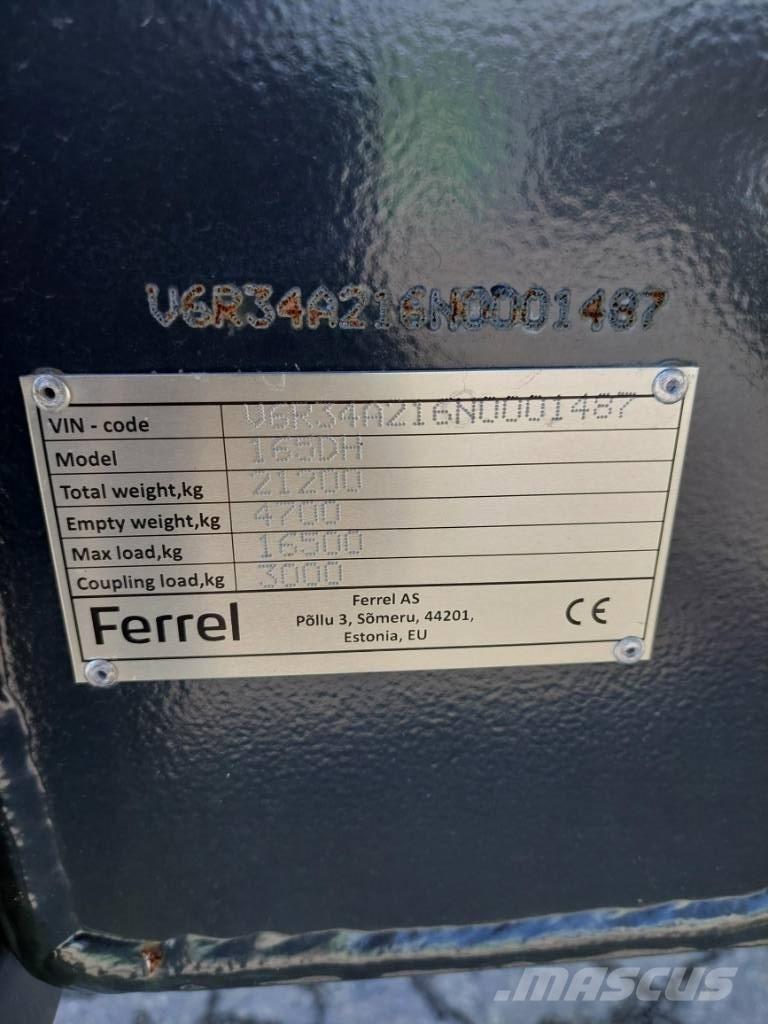 V6R34A216N0001487
VIN - code V6R34A216N0001487
Model 165DH
Total weight,kg 21200
Empty weight,kg 4700
Max load,kg 16500
Coupling load,kg 3000
Ferrel
Ferrel AS
Põllu 3, Sõmeru, 44201,
Estonia, EU
CE
MASCUS